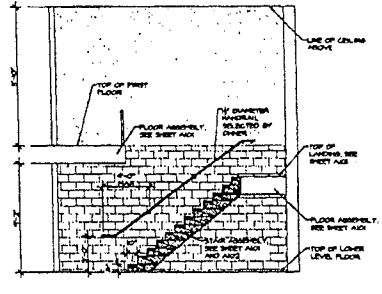 LINE OF CEILING
ABOVE
TOP OF FIRST
FLOOR
FLOOR ASSEMBLY,
SEE SHEET A101
DIAMETER
HANDRAIL
SELECTED BY
OWNER
TOP OF
LANDING, SEE
SHEET A102
FLOOR ASSEMBLY,
SEE SHEET A101
STAIR ASSEMBLY,
SEE SHEET A101
AND A102
TOP OF LOWER
LEVEL FLOOR